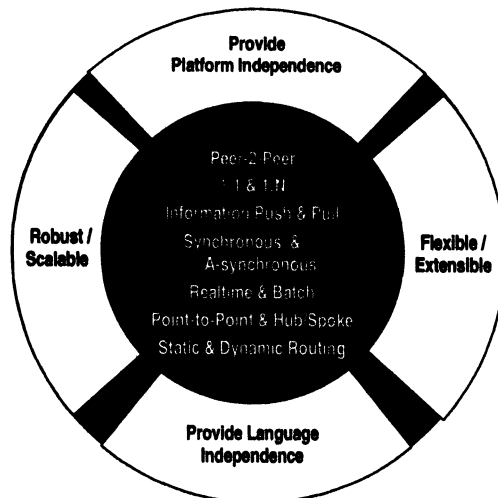 Provide
Platform Independence
Peer-2-Peer
1:1 & 1:N
Information Push & Pull
Robust /
Scalable
Synchronous &
A-synchronous
Flexible /
Extensible
Realtime & Batch
Point-to-Point & Hub/Spoke
Static & Dynamic Routing
Provide Language
Independence